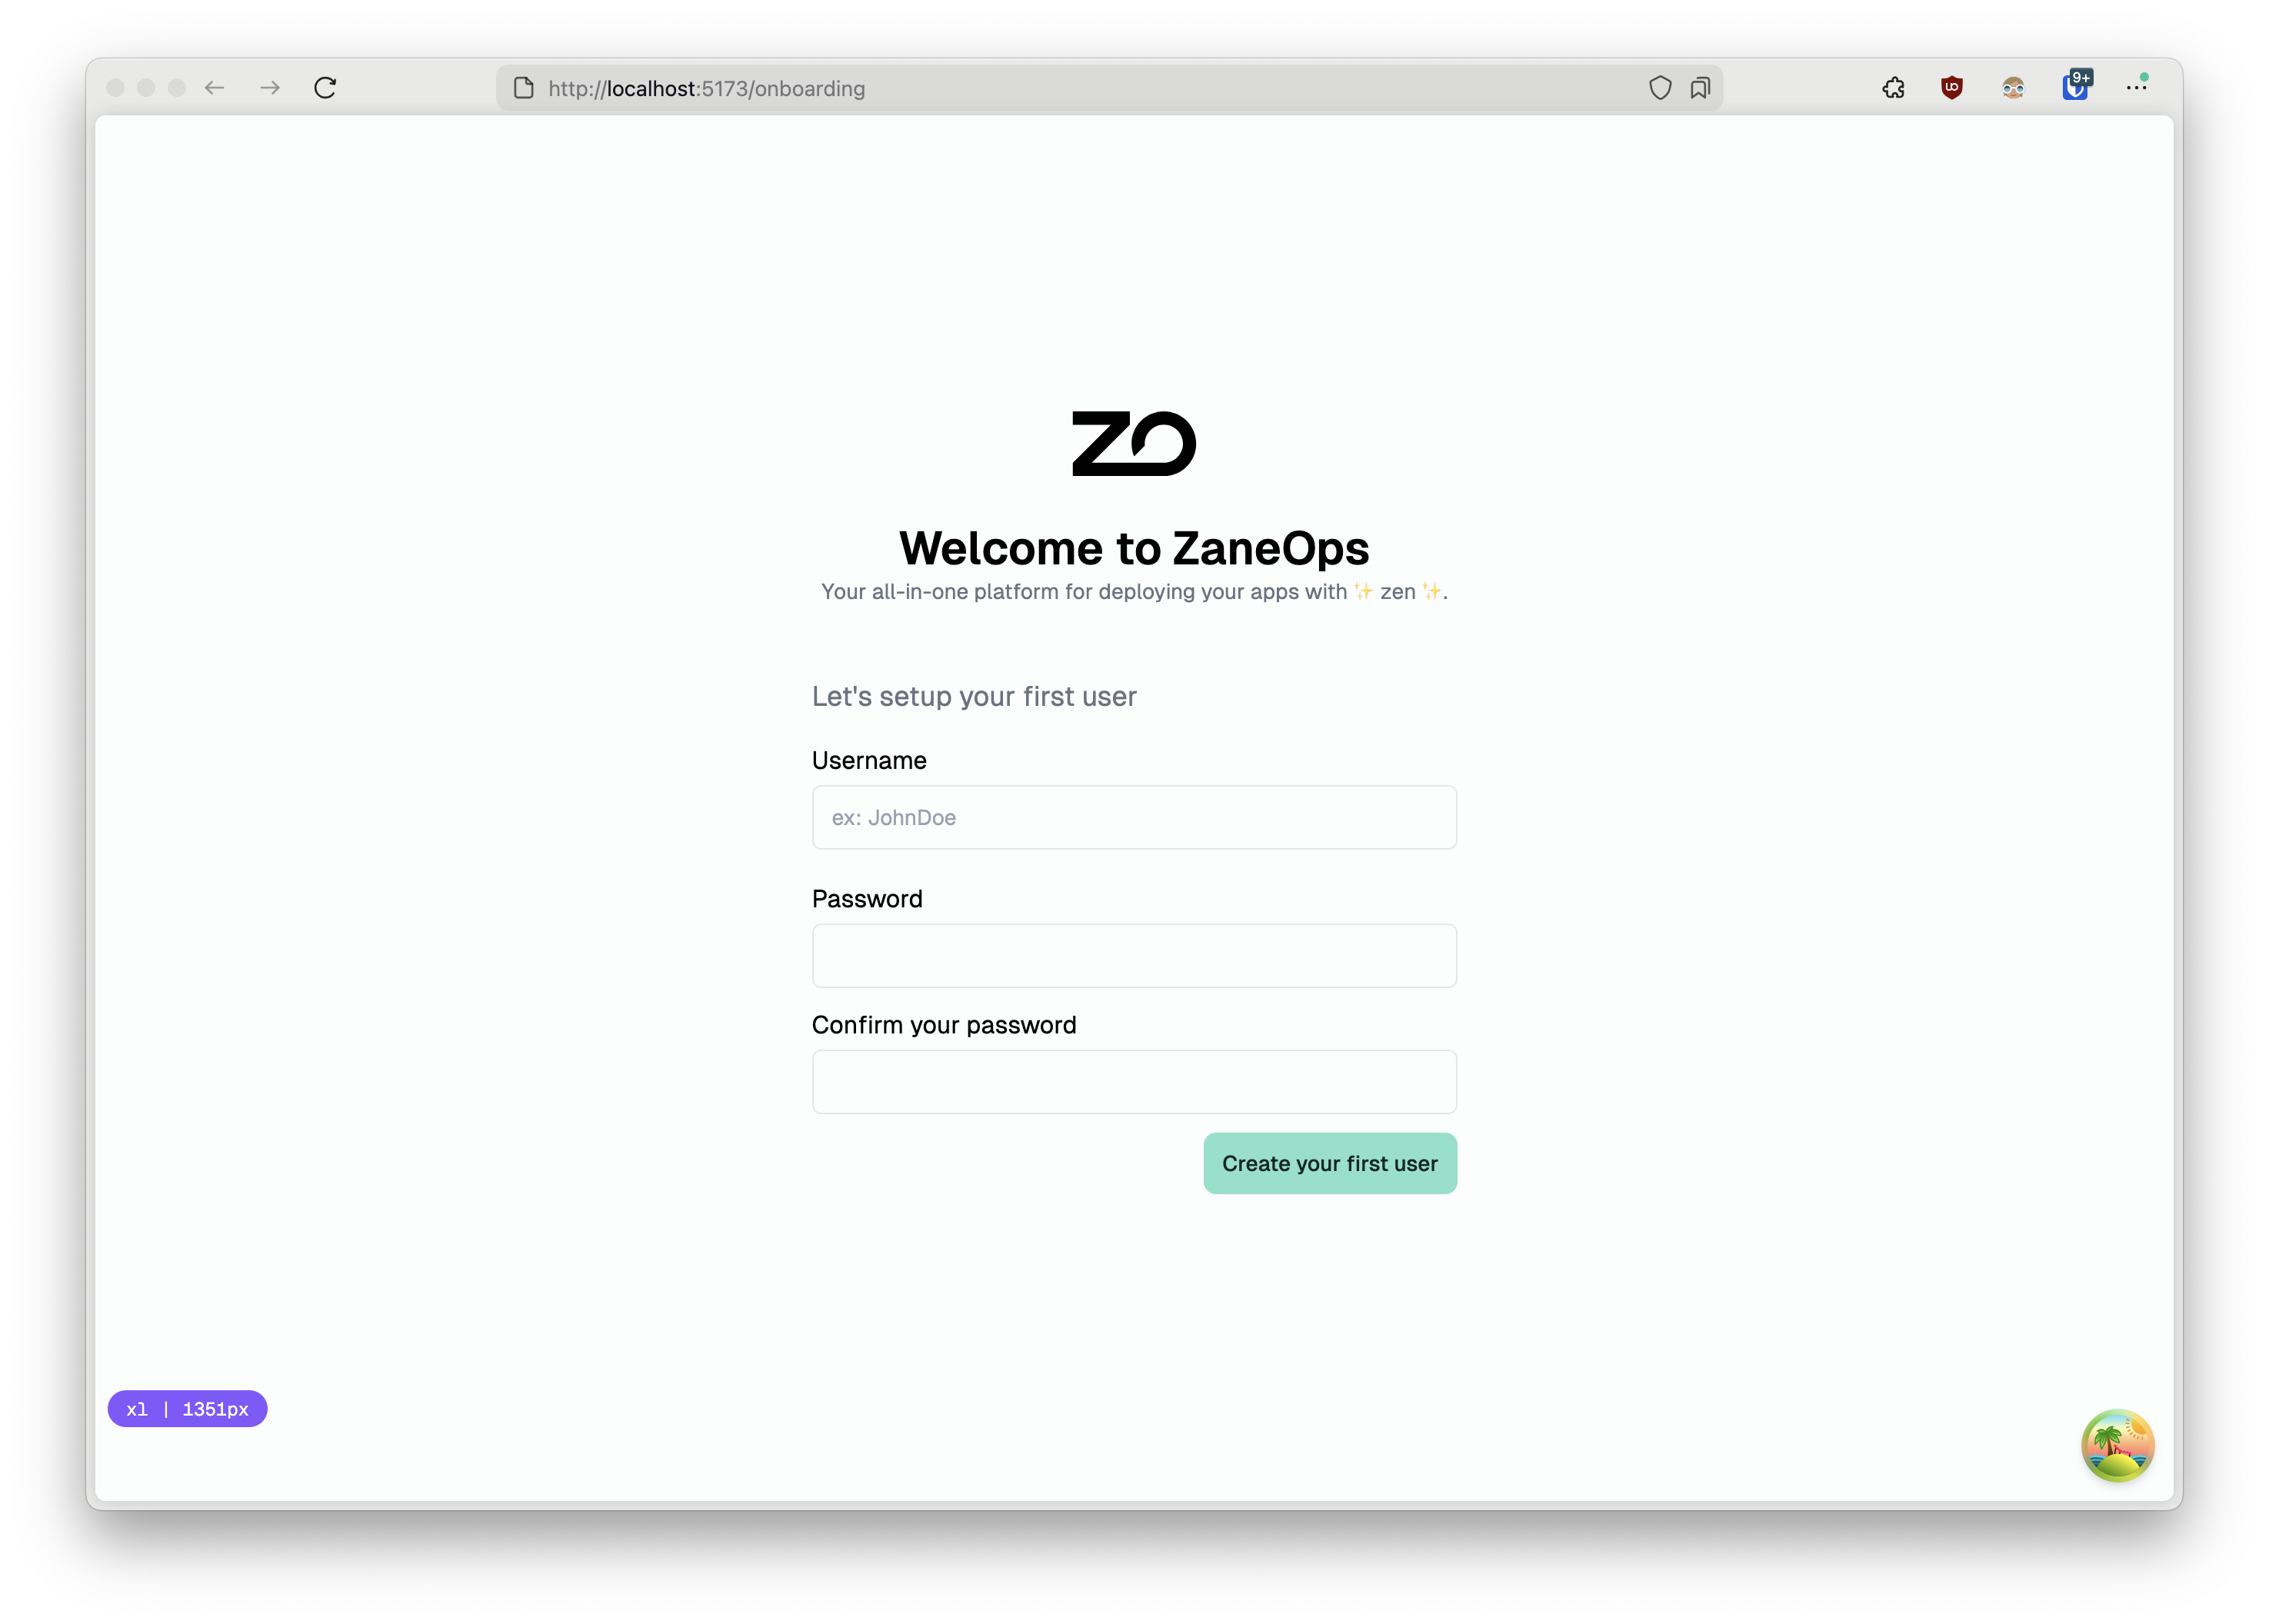 http://localhost:5173/onboarding
9+
ZO
Welcome to ZaneOps
Your all-in-one platform for deploying your apps with ✨ zen ✨.
Let's setup your first user
Username
ex: JohnDoe
Password
Confirm your password
Create your first user
xl | 1351px